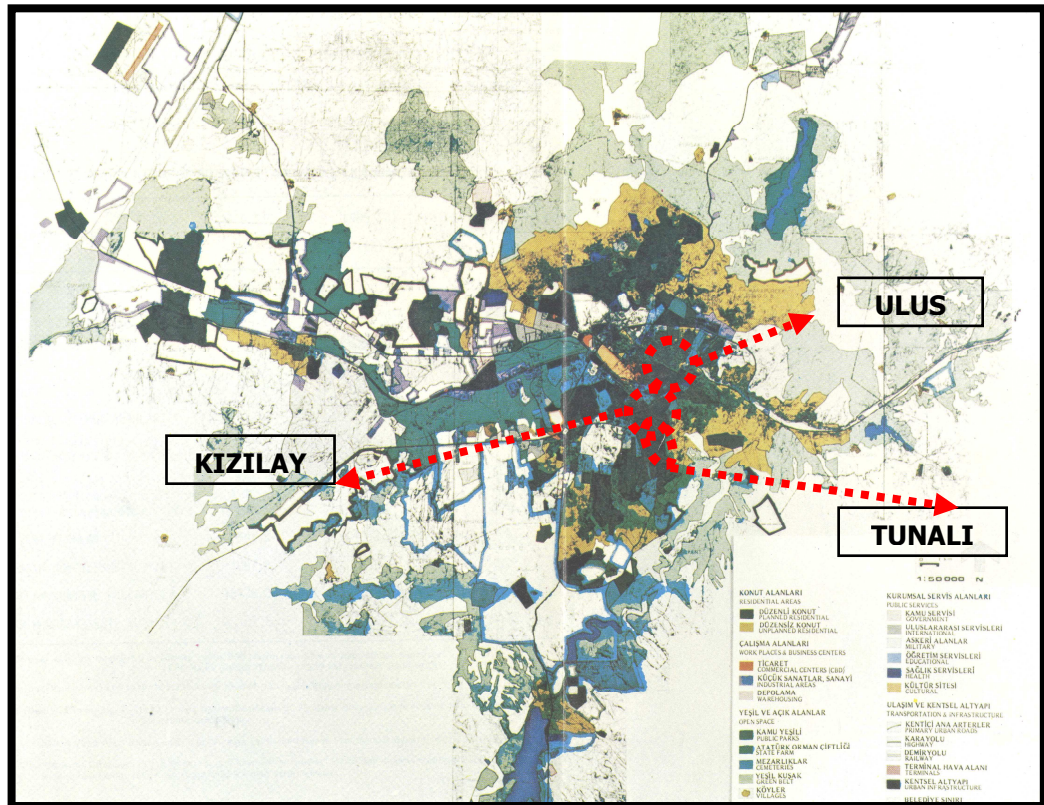 ULUS
KIZILAY
TUNALI
1:50 000 N
KONUT ALANLARI
RESIDENTIAL AREAS
DÜZENLİ KONUT
PLANNED RESIDENTIAL
DÜZENSİZ KONUT
UNPLANNED RESIDENTIAL
ÇALIŞMA ALANLARI
WORK PLACES & BUSINESS CENTERS
TİCARET
COMMERCIAL CENTERS (CBD)
KÜÇÜK SANATLAR, SANAYİ
INDUSTRIAL AREAS
DEPOLAMA
WAREHOUSING
YEŞİL VE AÇIK ALANLAR
OPEN SPACE
KAMU YEŞİLİ
PUBLIC PARKS
ATATÜRK ORMAN ÇİFTLİĞİ
STATE FARM
MEZARLIKLAR
CEMETERIES
YEŞİL KUŞAK
GREEN BELT
KÖYLER
VILLAGES
KURUMSAL SERVİS ALANLARI
PUBLIC SERVICES
KAMU SERVİSİ
GOVERNMENT
ULUSLARARASI SERVİSLERİ
INTERNATIONAL
ASKERİ ALANLAR
MILITARY
ÖĞRETİM SERVİSLERİ
EDUCATIONAL
SAĞLIK SERVİSLERİ
HEALTH
KÜLTÜR SİTESİ
CULTURAL
ULAŞIM VE KENTSEL ALTYAPI
TRANSPORTATION & INFRASTRUCTURE
KENTİÇİ ANA ARTERLER
PRIMARY URBAN ROADS
KARAYOLU
HIGHWAY
DEMİRYOLU
RAILWAY
TERMİNAL HAVA ALANI
TERMINALS
KENTSEL ALTYAPI
URBAN INFRASTRUCTURE
BELEDİYE SINIRI